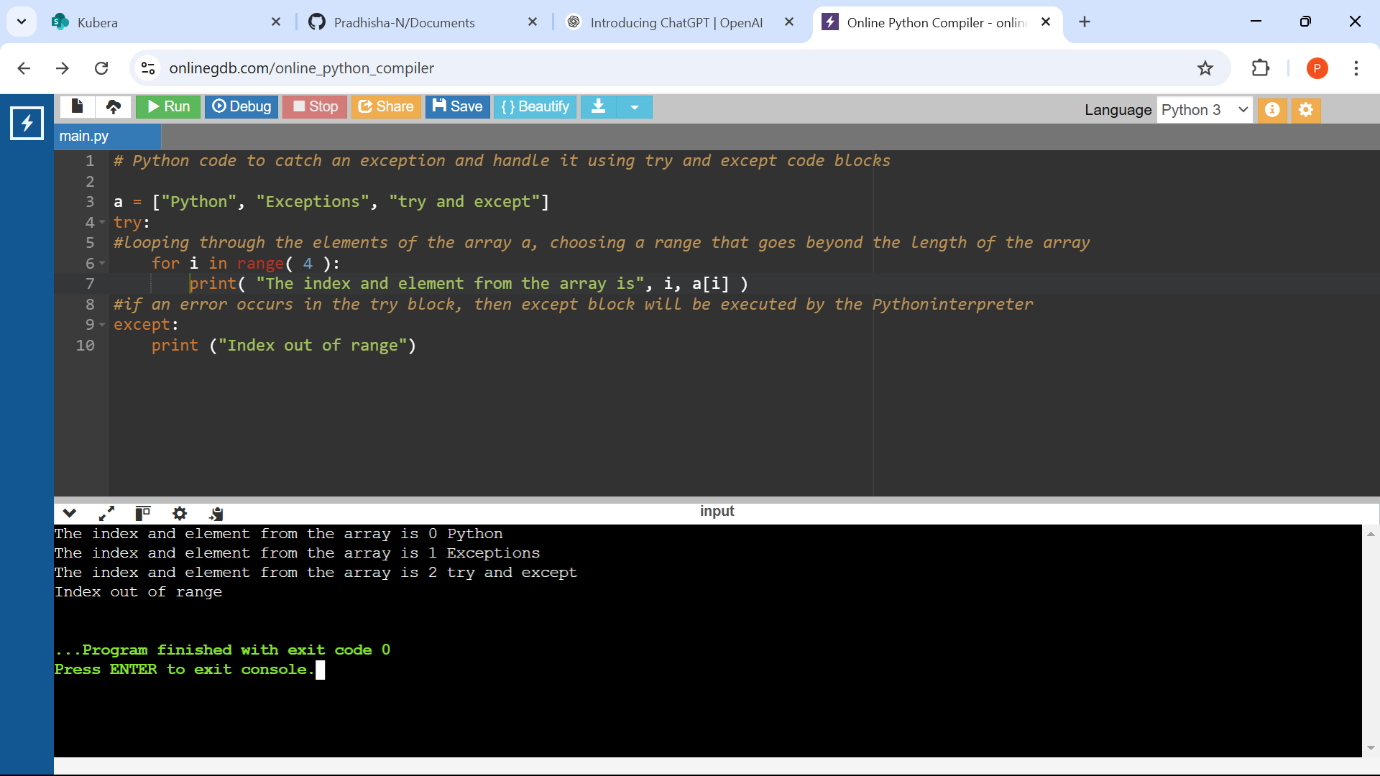 Kubera
Pradhisha-N/Documents
Introducing ChatGPT | OpenAI
Online Python Compiler - onlin
onlinegdb.com/online_python_compiler
P
Run
Debug
Stop
Share
Save
{ } Beautify
Language Python 3
main.py
1 # Python code to catch an exception and handle it using try and except code blocks
2
3 a = ["Python", "Exceptions", "try and except"]
4 try:
5 #looping through the elements of the array a, choosing a range that goes beyond the length of the array
6     for i in range( 4 ):
7         print( "The index and element from the array is", i, a[i] )
8 #if an error occurs in the try block, then except block will be executed by the Pythoninterpreter
9 except:
10     print ("Index out of range")
input
The index and element from the array is 0 Python
The index and element from the array is 1 Exceptions
The index and element from the array is 2 try and except
Index out of range
...Program finished with exit code 0
Press ENTER to exit console.